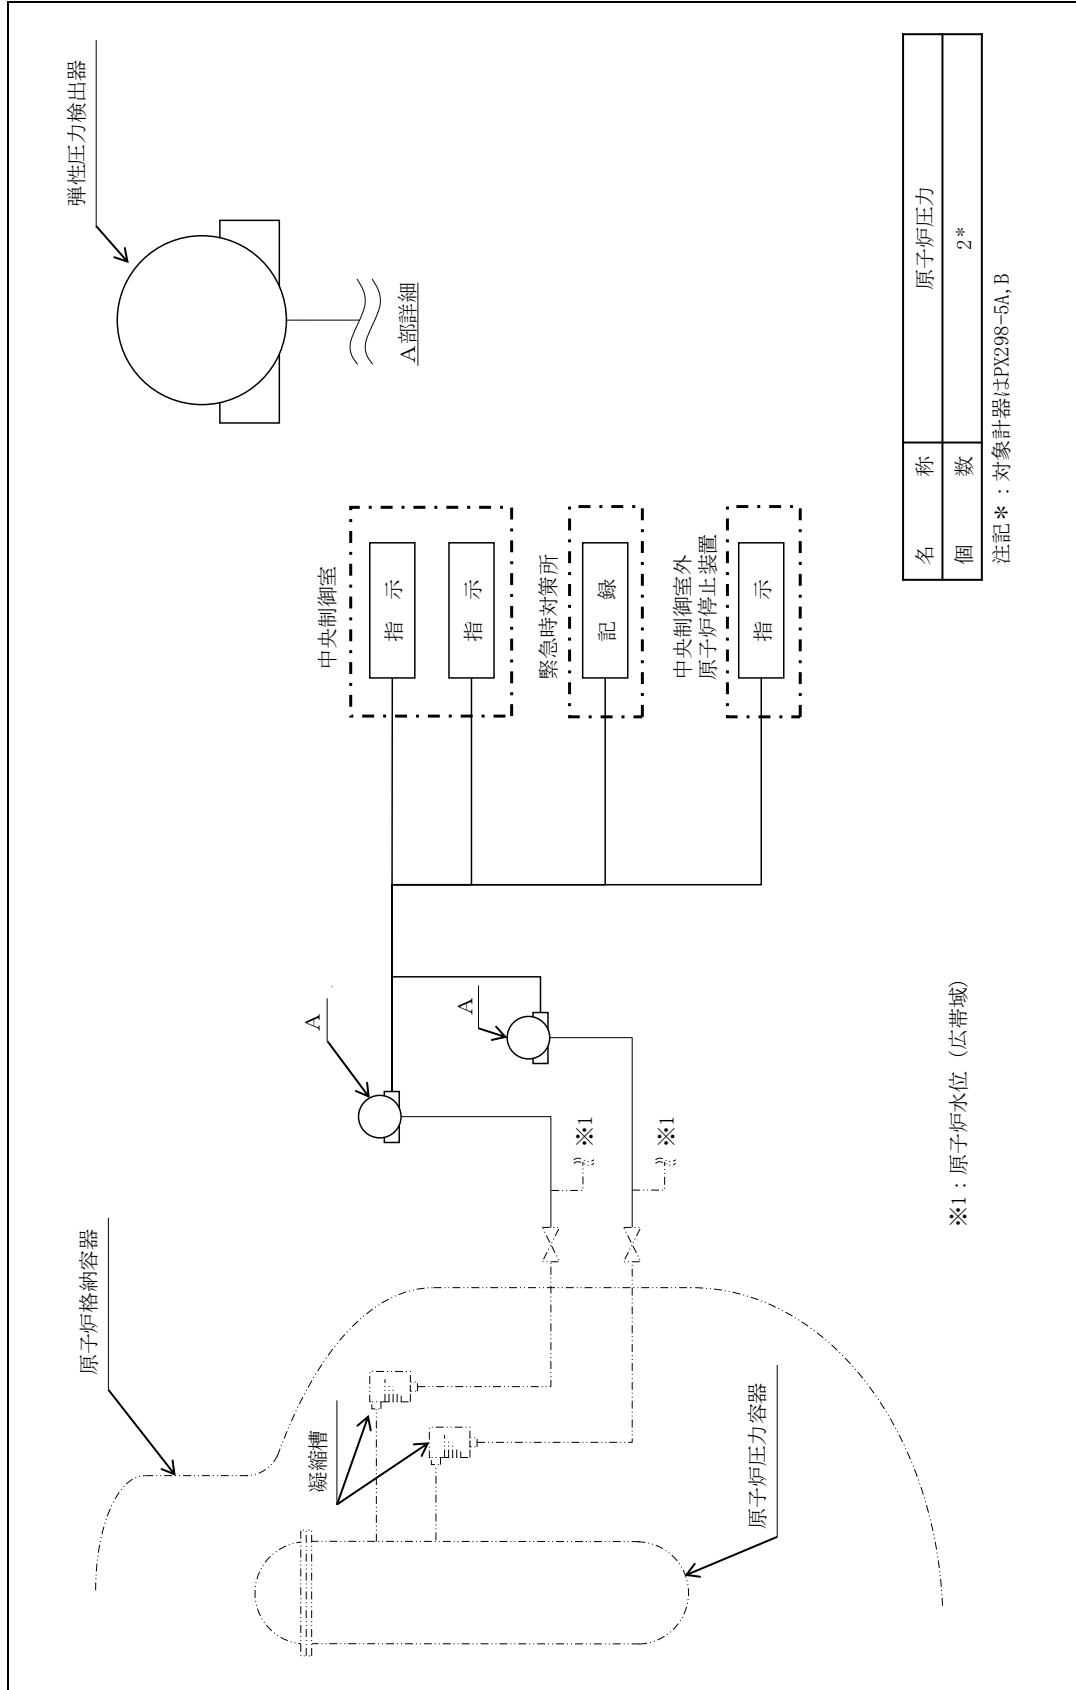 原子炉格納容器
凝縮槽
原子炉圧力容器
A
A
※1
※1
中央制御室
指 示
指 示
緊急時対策所
記 録
中央制御室外
原子炉停止装置
指 示
弾性圧力検出器
A部詳細
※1：原子炉水位（広帯域）
名 称 原子炉圧力
個 数 2*
注記＊：対象計器はPX298-5A,B